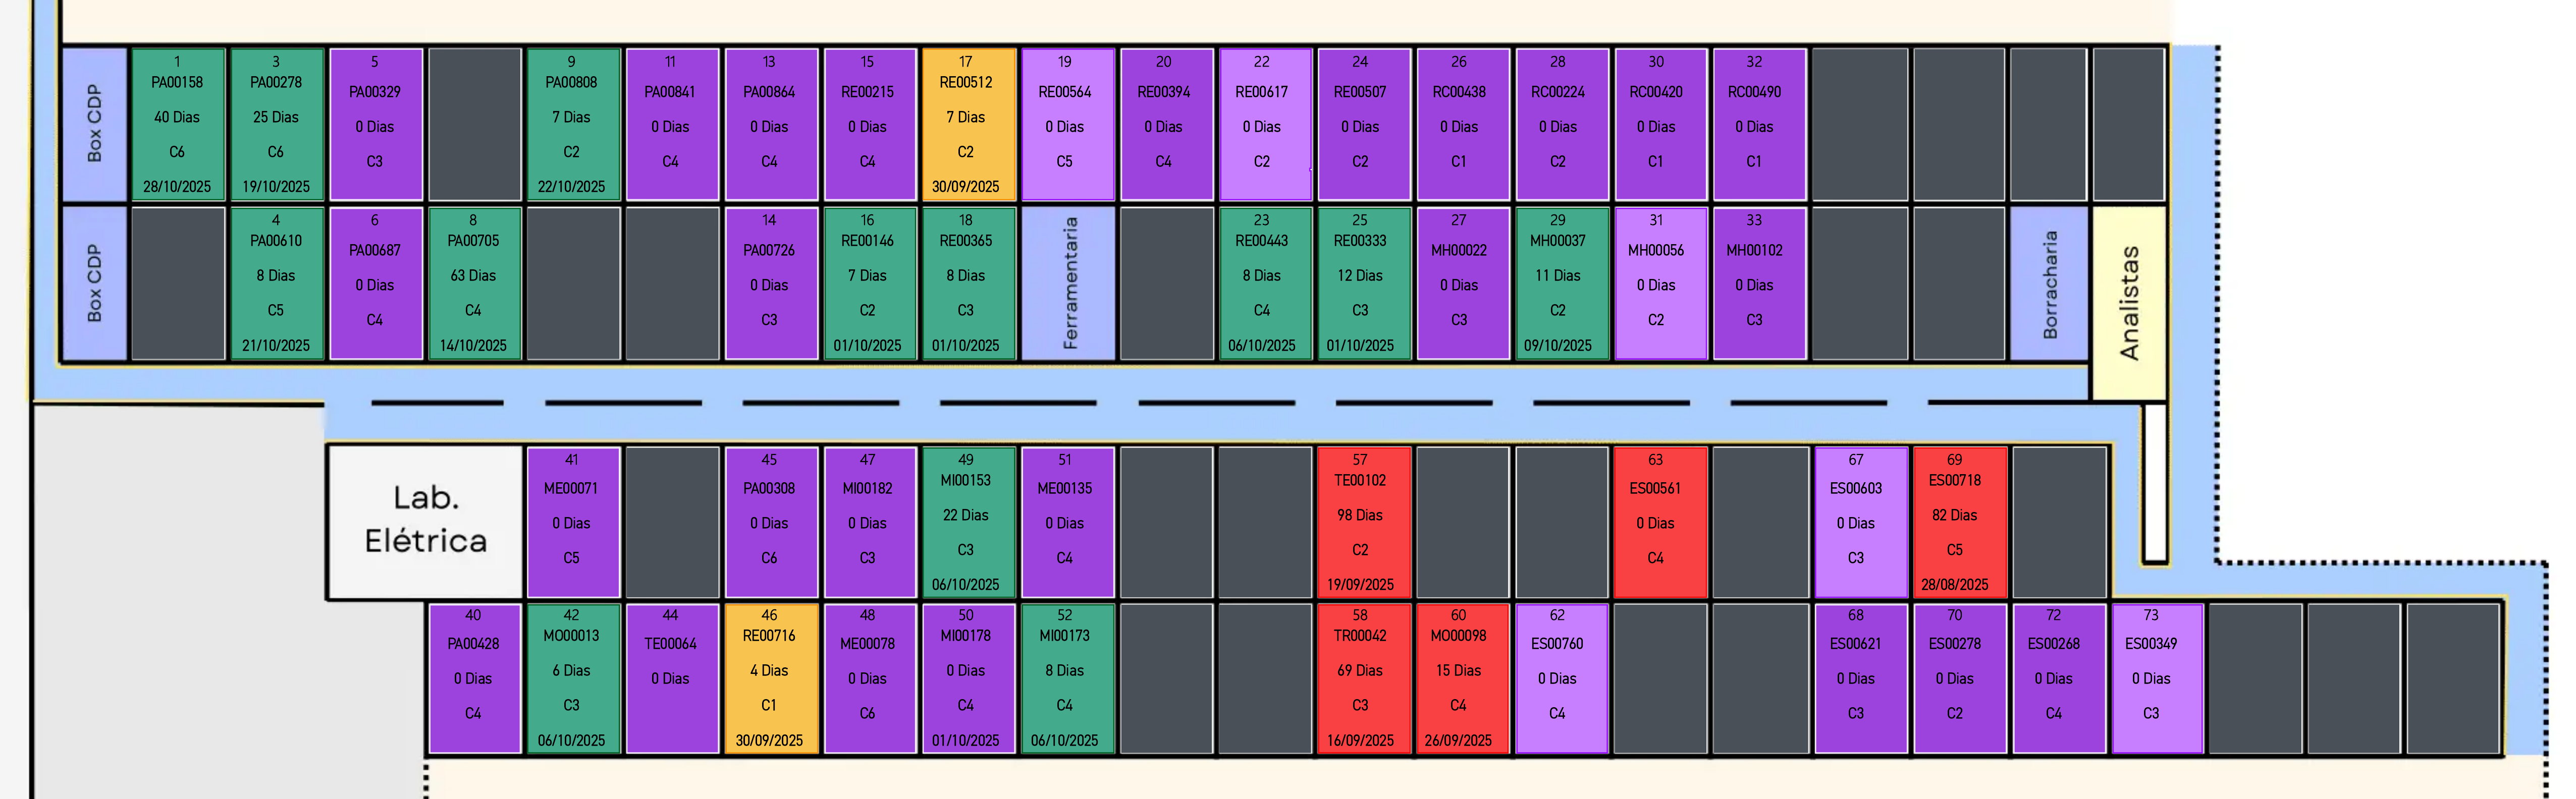 Box CDP
1
PA00158
40 Dias
C6
28/10/2025
3
PA00278
25 Dias
C6
19/10/2025
5
PA00329
0 Dias
C3
9
PA00808
7 Dias
C2
22/10/2025
11
PA00841
0 Dias
C4
13
PA00864
0 Dias
C4
15
RE00215
0 Dias
C4
17
RE00512
7 Dias
C2
30/09/2025
19
RE00564
0 Dias
C5
20
RE00394
0 Dias
C4
22
RE00617
0 Dias
C2
24
RE00507
0 Dias
C2
26
RC00438
0 Dias
C1
28
RC00224
0 Dias
C2
30
RC00420
0 Dias
C1
32
RC00490
0 Dias
C1
Box CDP
4
PA00610
8 Dias
C5
21/10/2025
6
PA00687
0 Dias
C4
8
PA00705
63 Dias
C4
14/10/2025
14
PA00726
0 Dias
C3
16
RE00146
7 Dias
C2
01/10/2025
18
RE00365
8 Dias
C3
01/10/2025
Ferramentaria
23
RE00443
8 Dias
C4
06/10/2025
25
RE00333
12 Dias
C3
01/10/2025
27
MH00022
0 Dias
C3
29
MH00037
11 Dias
C2
09/10/2025
31
MH00056
0 Dias
C2
33
MH00102
0 Dias
C3
Borracharia
Analistas
Lab.
Elétrica
41
ME00071
0 Dias
C5
45
PA00308
0 Dias
C6
47
MI00182
0 Dias
C3
49
MI00153
22 Dias
C3
06/10/2025
51
ME00135
0 Dias
C4
57
TE00102
98 Dias
C2
19/09/2025
63
ES00561
0 Dias
C4
67
ES00603
0 Dias
C3
69
ES00718
82 Dias
C5
28/08/2025
40
PA00428
0 Dias
C4
42
MO00013
6 Dias
C3
06/10/2025
44
TE00064
0 Dias
46
RE00716
4 Dias
C1
30/09/2025
48
ME00078
0 Dias
C6
50
MI00178
0 Dias
C4
01/10/2025
52
MI00173
8 Dias
C4
06/10/2025
58
TR00042
69 Dias
C3
16/09/2025
60
MO00098
15 Dias
C4
26/09/2025
62
ES00760
0 Dias
C4
68
ES00621
0 Dias
C3
70
ES00278
0 Dias
C2
72
ES00268
0 Dias
C4
73
ES00349
0 Dias
C3